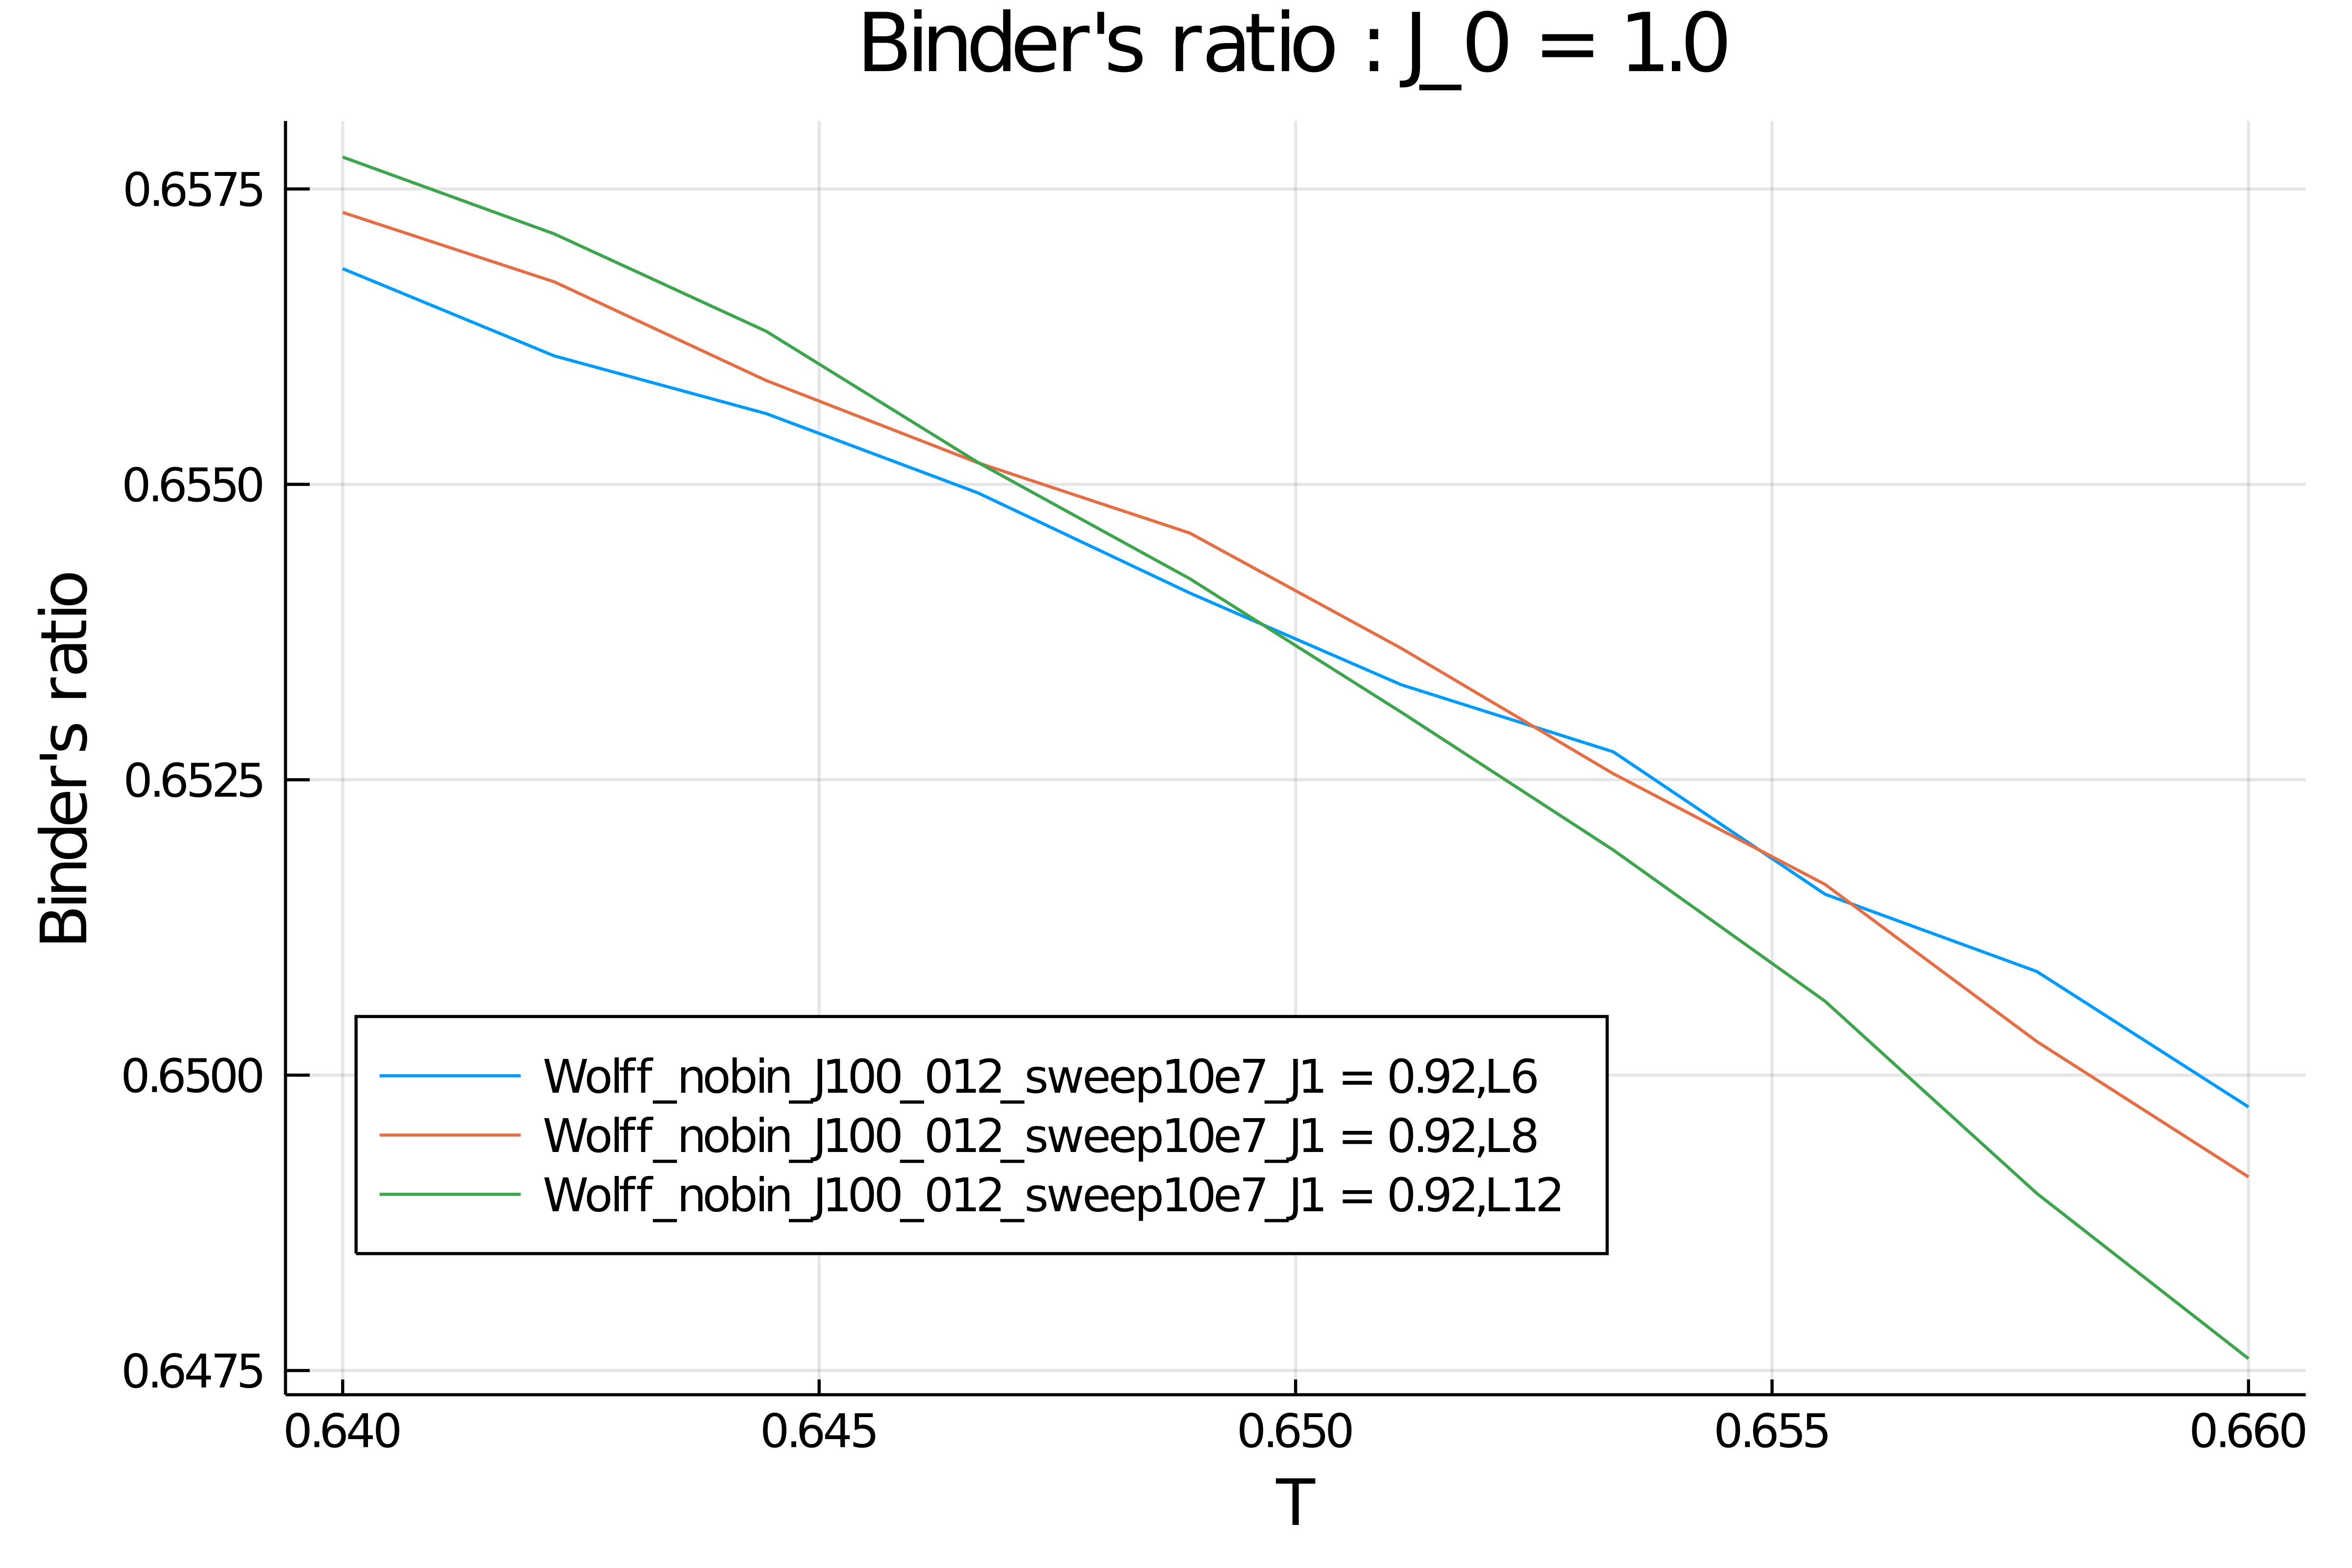 Binder's ratio : J_0 = 1.0
Binder's ratio
0.6575
0.6550
0.6525
0.6500
0.6475
Wolff_nobin_J100_012_sweep10e7_J1 = 0.92,L6
Wolff_nobin_J100_012_sweep10e7_J1 = 0.92,L8
Wolff_nobin_J100_012_sweep10e7_J1 = 0.92,L12
0.640 0.645 0.650 0.655 0.660
T